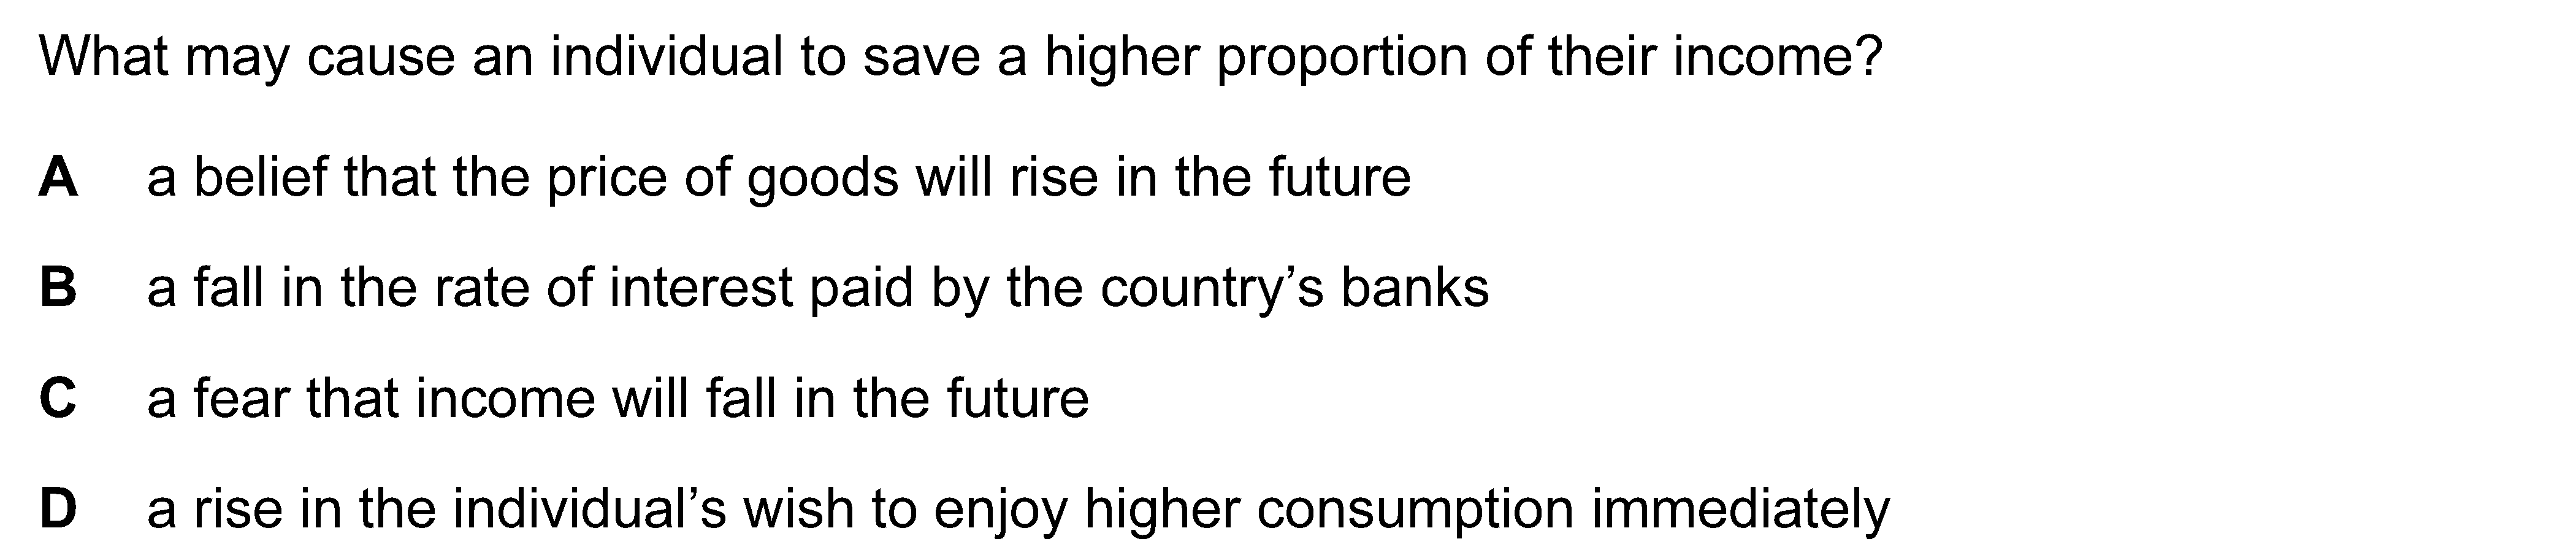 What may cause an individual to save a higher proportion of their income?
A a belief that the price of goods will rise in the future
B a fall in the rate of interest paid by the country’s banks
C a fear that income will fall in the future
D a rise in the individual’s wish to enjoy higher consumption immediately